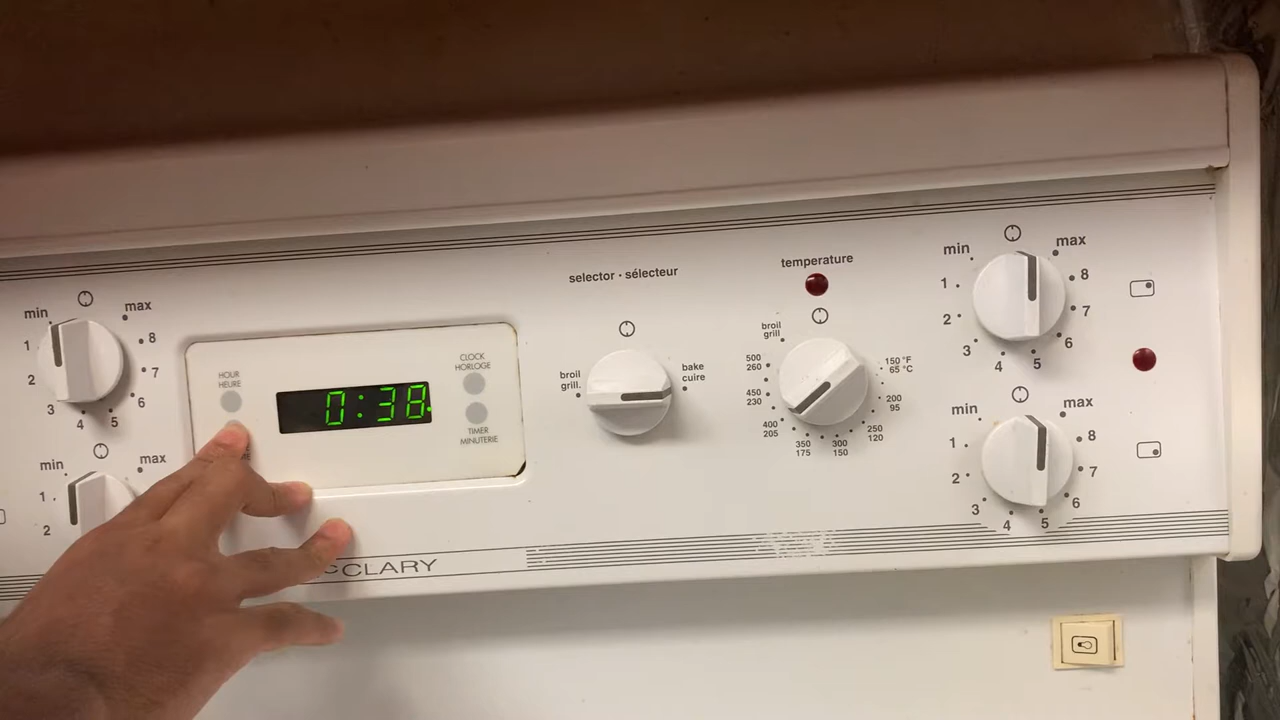 min
max
1
8
2
7
3
6
4
5
min
max
1
2
HOUR
HEURE
0:38
CLOCK
HORLOGE
TIMER
MINUTERIE
CLARY
selector · sélecteur
broil
grill.
bake
cuire
temperature
broil
grill
500
260
450
230
400
205
350
175
300
150
250
120
200
95
150 °F
65 °C
min
max
1
8
2
7
3
6
4
5
min
max
1
8
2
7
3
6
4
5